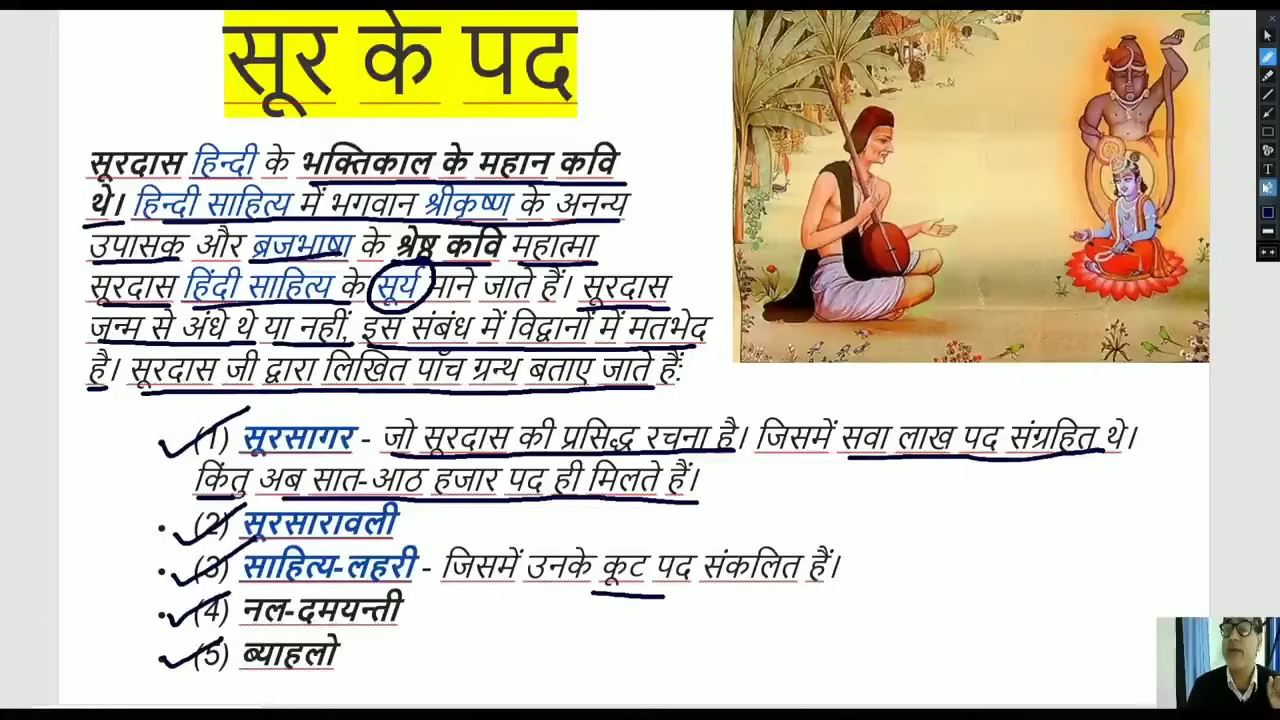 सूर के पद
सूरदास हिन्दी के भक्तिकाल के महान कवि
थे। हिन्दी साहित्य में भगवान श्रीकृष्ण के अनन्य
उपासक और ब्रजभाषा के श्रेष्ठ कवि महात्मा
सूरदास हिंदी साहित्य के सूर्य माने जाते हैं। सूरदास
जन्म से अंधे थे या नहीं, इस संबंध में विद्वानों में मतभेद
है। सूरदास जी द्वारा लिखित पाँच ग्रन्थ बताए जाते हैं:
(1) सूरसागर - जो सूरदास की प्रसिद्ध रचना है। जिसमें सवा लाख पद संग्रहित थे।
किंतु अब सात-आठ हजार पद ही मिलते हैं।
• (2) सूरसारावली
• (3) साहित्य-लहरी - जिसमें उनके कूट पद संकलित हैं।
• (4) नल-दमयन्ती
• (5) ब्याहलो
T